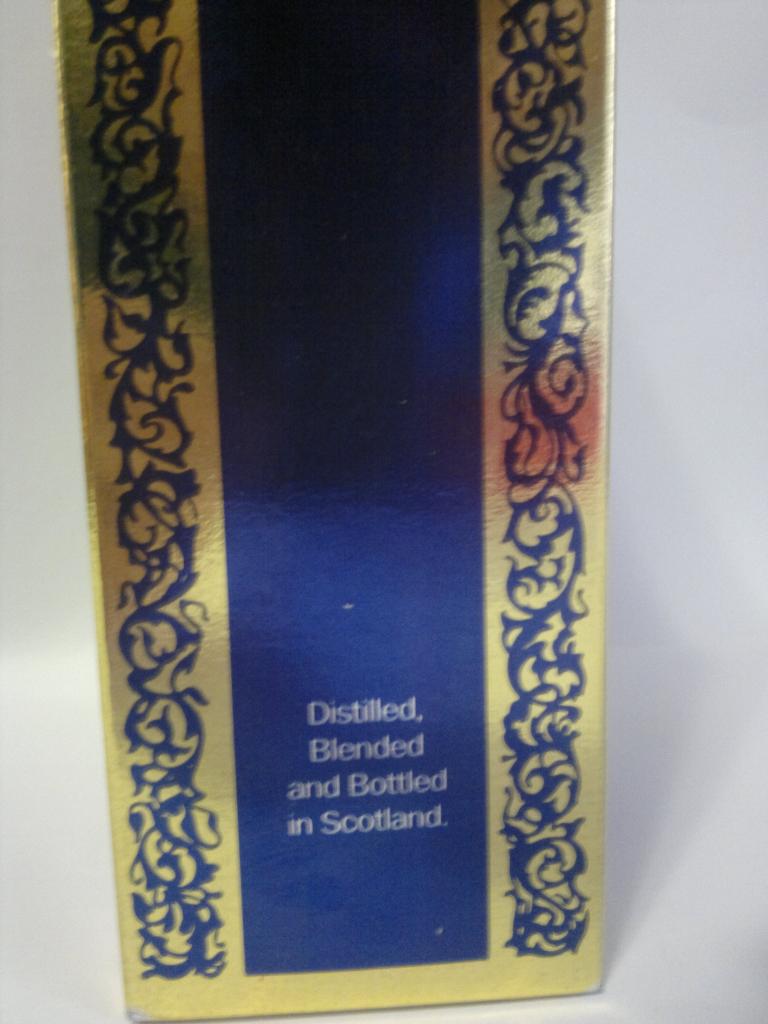 Distilled,
Blended
and Bottled
in Scotland.